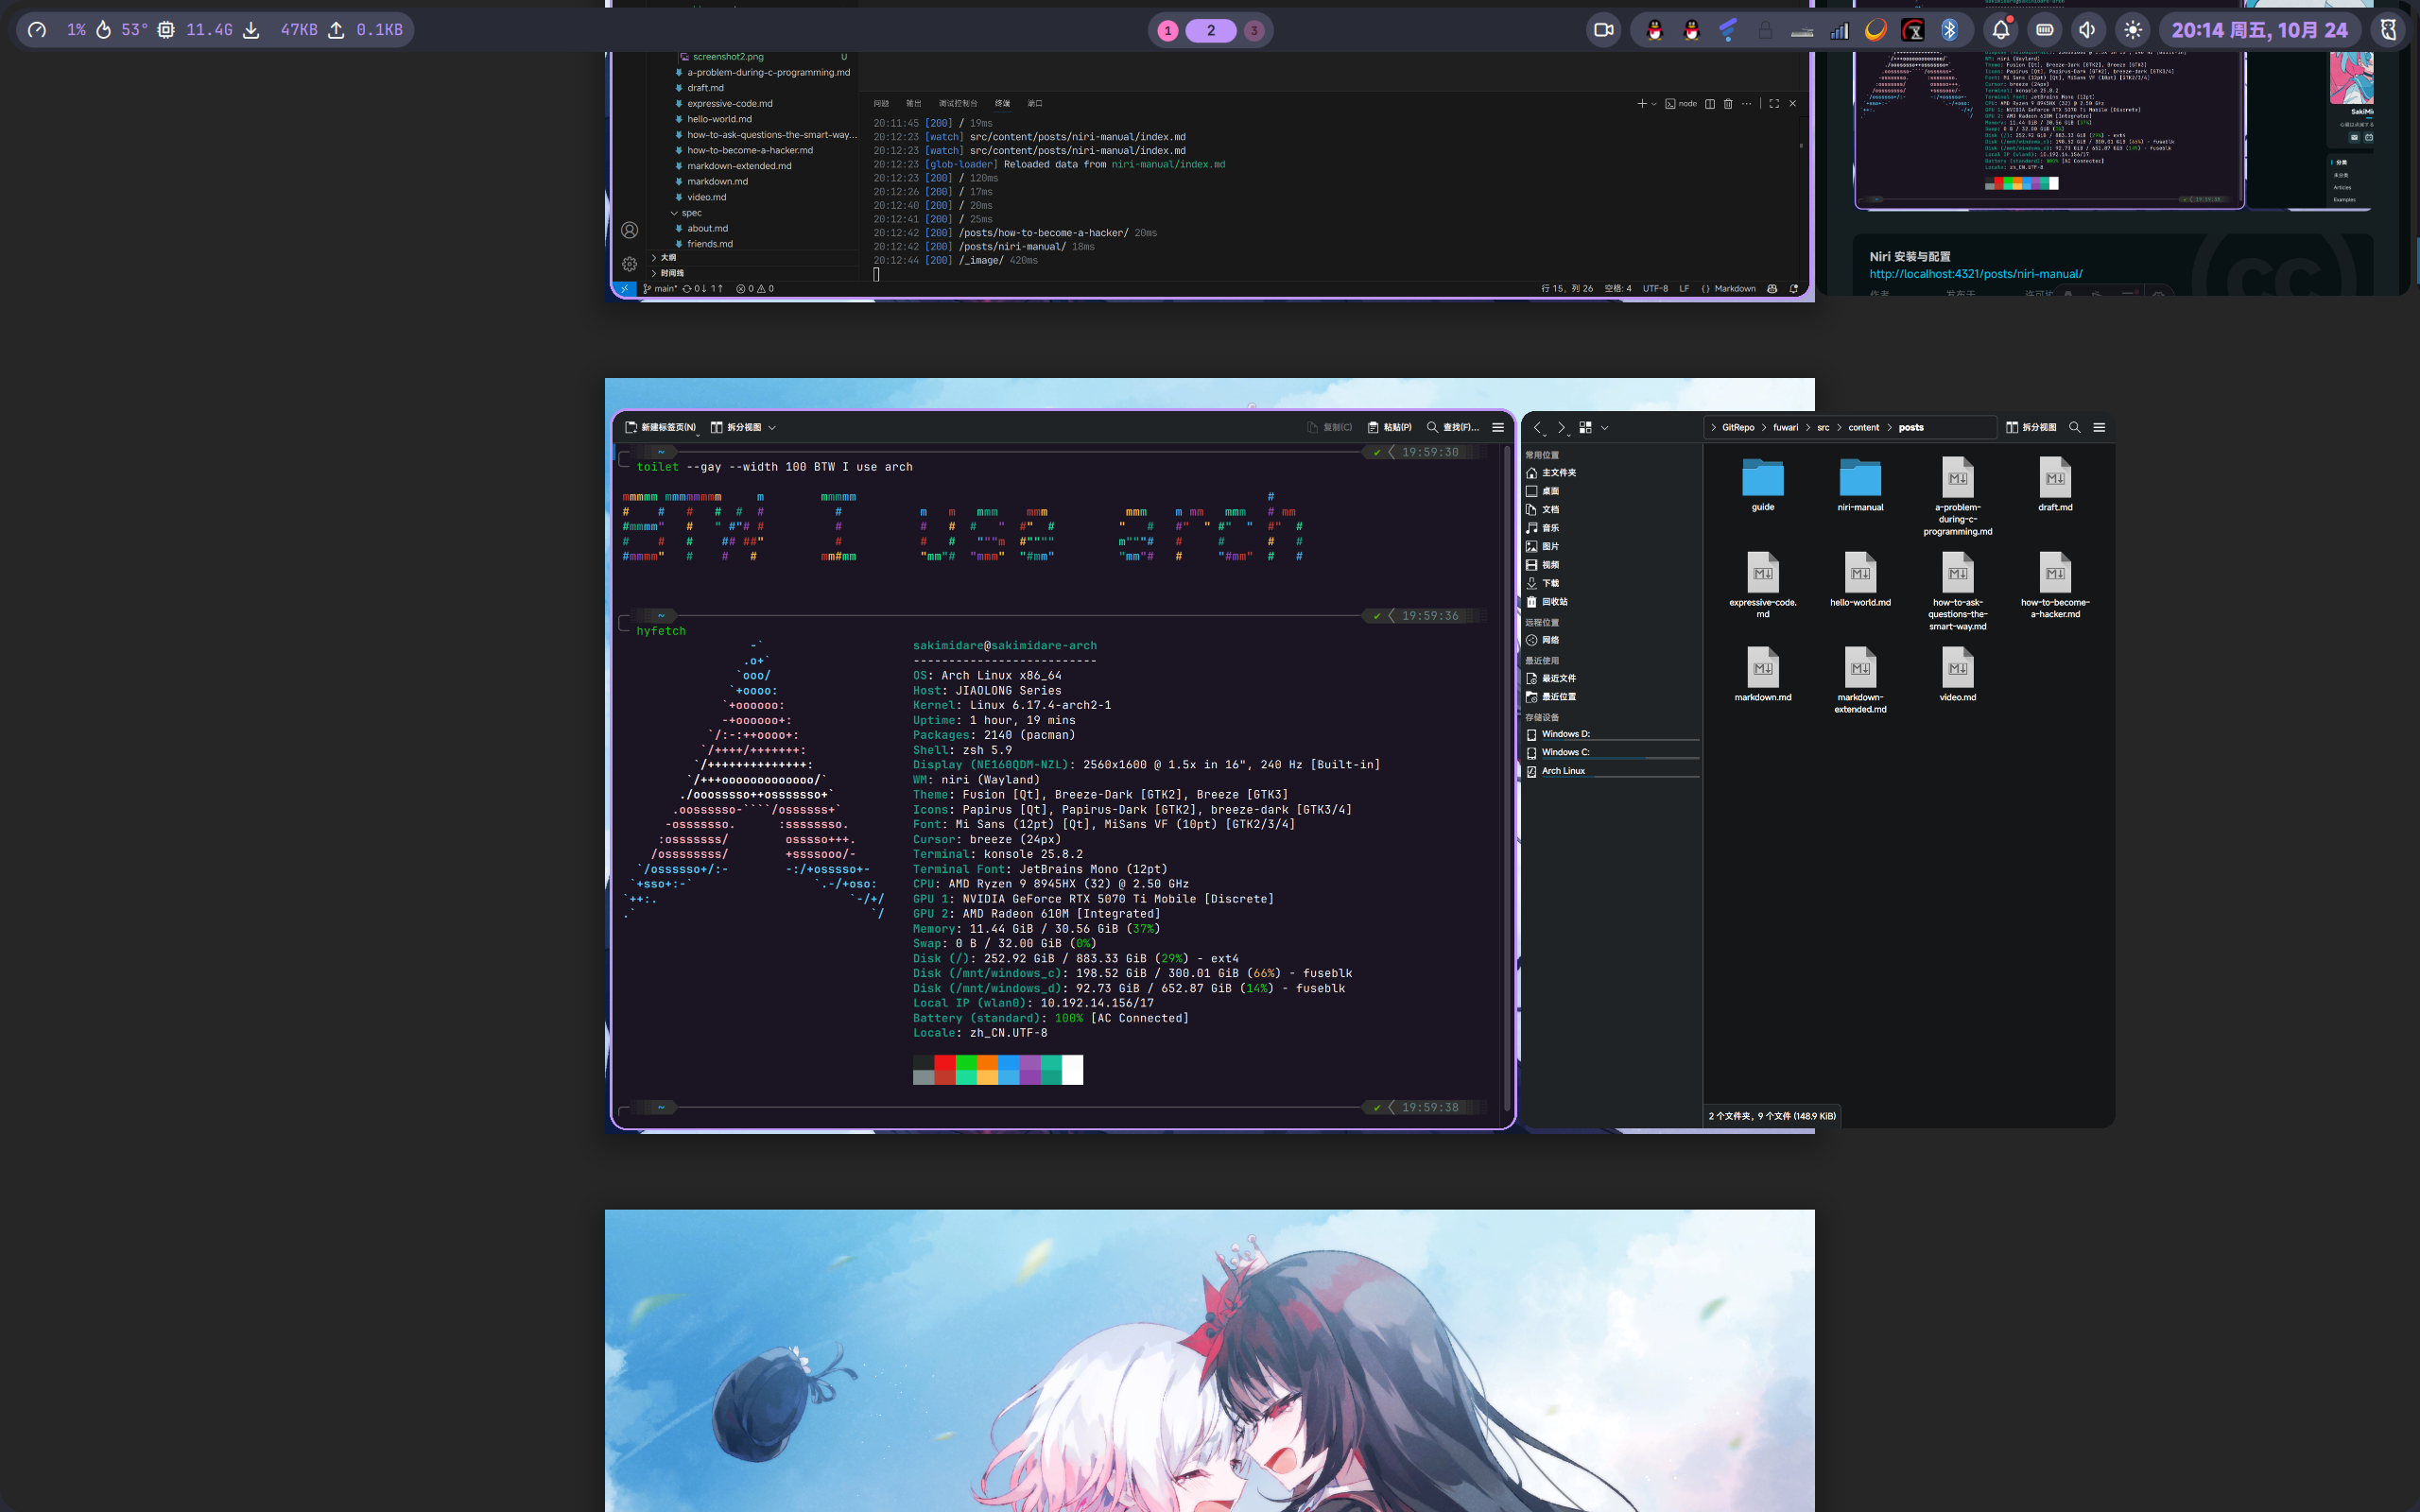 1% 53° 11.4G 47KB 0.1KB
1 2 3
20:14 周五, 10月 24
screenshot2.png U
a-problem-during-c-programming.md
draft.md
expressive-code.md
hello-world.md
how-to-ask-questions-the-smart-way...
how-to-become-a-hacker.md
markdown-extended.md
markdown.md
video.md
spec
about.md
friends.md
大纲
时间线
问题 输出 调试控制台 终端 端口
node
20:11:45 [200] / 19ms
20:12:23 [watch] src/content/posts/niri-manual/index.md
20:12:23 [watch] src/content/posts/niri-manual/index.md
20:12:23 [glob-loader] Reloaded data from niri-manual/index.md
20:12:23 [200] / 120ms
20:12:26 [200] / 17ms
20:12:40 [200] / 20ms
20:12:41 [200] / 25ms
20:12:42 [200] /posts/how-to-become-a-hacker/ 20ms
20:12:42 [200] /posts/niri-manual/ 18ms
20:12:44 [200] /_image/ 420ms
main* 0↓ 1↑ 0 0
行 15，列 26 空格: 4 UTF-8 LF {} Markdown
Niri 安装与配置
http://localhost:4321/posts/niri-manual/
作者 发布于
新建标签页(N) 拆分视图 复制(C) 粘贴(P) 查找(F)...
~ ✔ 19:59:30
toilet --gay --width 100 BTW I use arch
BTW I use arch
~ ✔ 19:59:36
hyfetch
sakimidare@sakimidare-arch
--------------------------
OS: Arch Linux x86_64
Host: JIAOLONG Series
Kernel: Linux 6.17.4-arch2-1
Uptime: 1 hour, 19 mins
Packages: 2140 (pacman)
Shell: zsh 5.9
Display (NE160QDM-NZL): 2560x1600 @ 1.5x in 16", 240 Hz [Built-in]
WM: niri (Wayland)
Theme: Fusion [Qt], Breeze-Dark [GTK2], Breeze [GTK3]
Icons: Papirus [Qt], Papirus-Dark [GTK2], breeze-dark [GTK3/4]
Font: Mi Sans (12pt) [Qt], MiSans VF (10pt) [GTK2/3/4]
Cursor: breeze (24px)
Terminal: konsole 25.8.2
Terminal Font: JetBrains Mono (12pt)
CPU: AMD Ryzen 9 8945HX (32) @ 2.50 GHz
GPU 1: NVIDIA GeForce RTX 5070 Ti Mobile [Discrete]
GPU 2: AMD Radeon 610M [Integrated]
Memory: 11.44 GiB / 30.56 GiB (37%)
Swap: 0 B / 32.00 GiB (0%)
Disk (/): 252.92 GiB / 883.33 GiB (29%) - ext4
Disk (/mnt/windows_c): 198.52 GiB / 300.01 GiB (66%) - fuseblk
Disk (/mnt/windows_d): 92.73 GiB / 652.87 GiB (14%) - fuseblk
Local IP (wlan0): 10.192.14.156/17
Battery (standard): 100% [AC Connected]
Locale: zh_CN.UTF-8
~ ✔ 19:59:38
GitRepo > fuwari > src > content > posts
拆分视图
常用位置
主文件夹
桌面
文档
音乐
图片
视频
下载
回收站
远程位置
网络
最近使用
最近文件
最近位置
存储设备
Windows D:
Windows C:
Arch Linux
guide
niri-manual
a-problem-during-c-programming.md
draft.md
expressive-code.md
hello-world.md
how-to-ask-questions-the-smart-way.md
how-to-become-a-hacker.md
markdown.md
markdown-extended.md
video.md
2 个文件夹，9 个文件 (148.9 KiB)